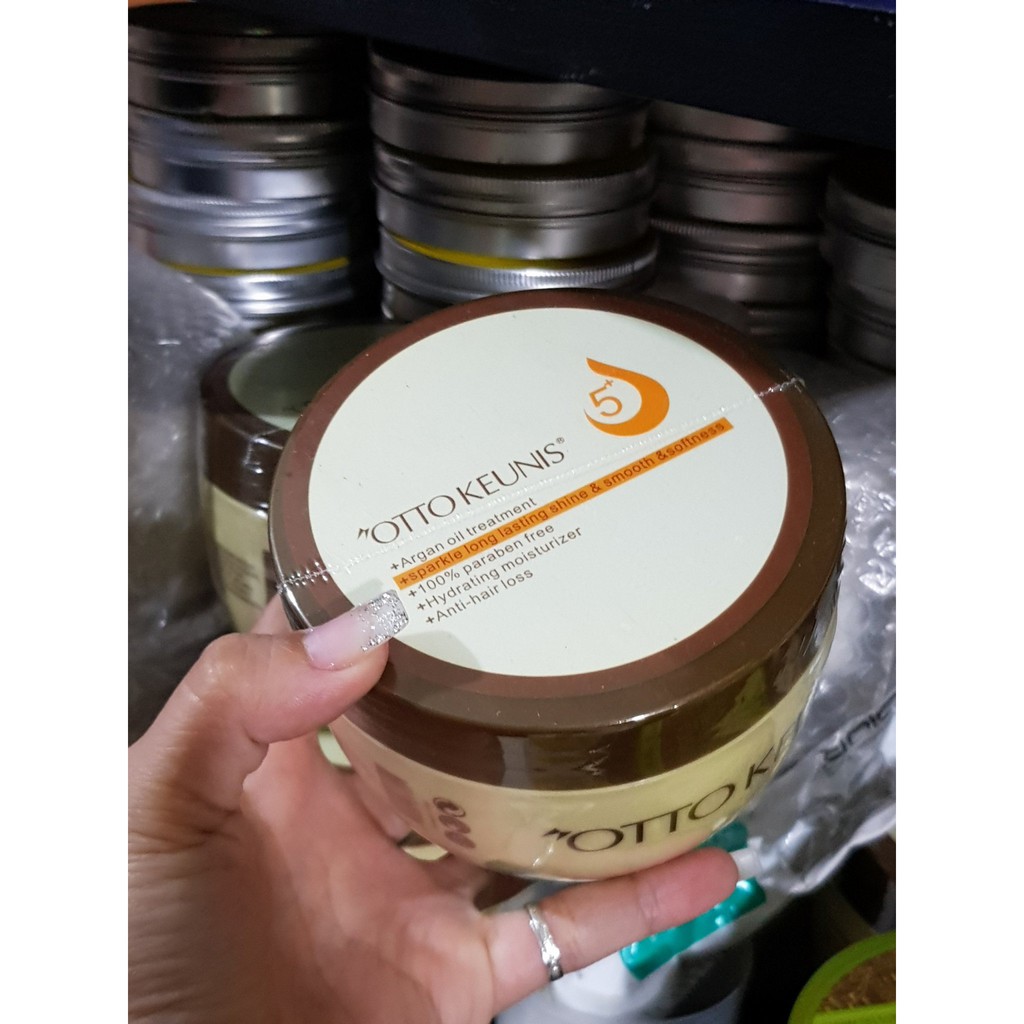 5+
"OTTO KEUNIS®
+Argan oil treatment
+sparkle long lasting shine & smooth &softness
+100% paraben free
+Hydrating moisturizer
+Anti-hair loss
"OTTO KE